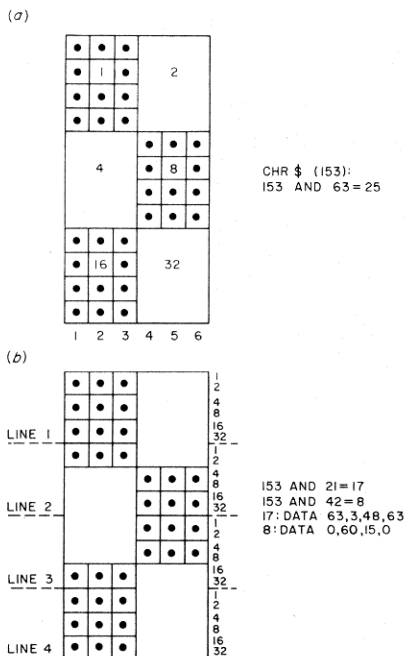 (a)
1 2
4 8
CHR $ (153):
153 AND 63=25
16 32
1 2 3 4 5 6
(b)
1
2
4
8
LINE 1
16
32
1
2
4
8
LINE 2
16
32
1
2
4
8
LINE 3
16
32
1
2
4
8
LINE 4
16
32
153 AND 21=17
153 AND 42=8
17:DATA 63,3,48,63
8:DATA 0,60,15,0